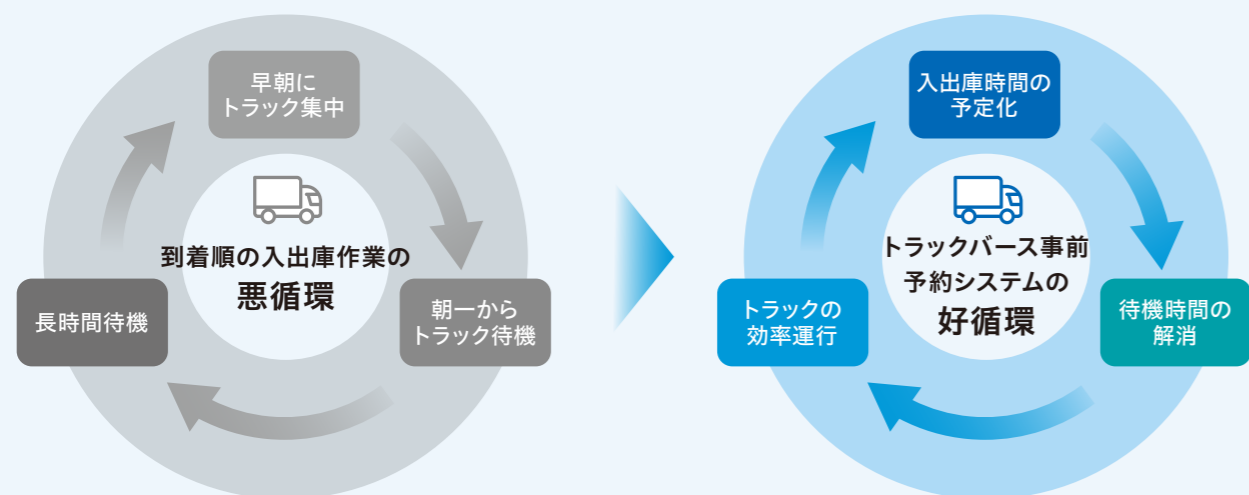 早朝に
トラック集中
到着順の入出庫作業の
悪循環
長時間待機
朝一から
トラック待機
入出庫時間の
予定化
トラックバース事前
予約システムの
好循環
トラックの
効率運行
待機時間の
解消